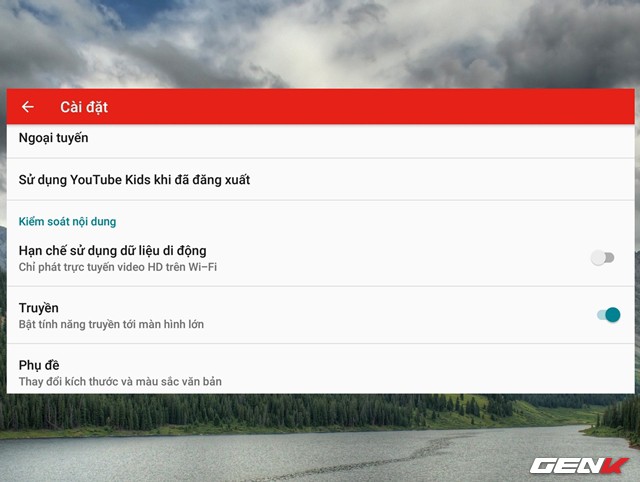 Cài đặt
Ngoại tuyến
Sử dụng YouTube Kids khi đã đăng xuất
Kiểm soát nội dung
Hạn chế sử dụng dữ liệu di động
Chỉ phát trực tuyến video HD trên Wi-Fi
Truyền
Bật tính năng truyền tới màn hình lớn
Phụ đề
Thay đổi kích thước và màu sắc văn bản
GENK